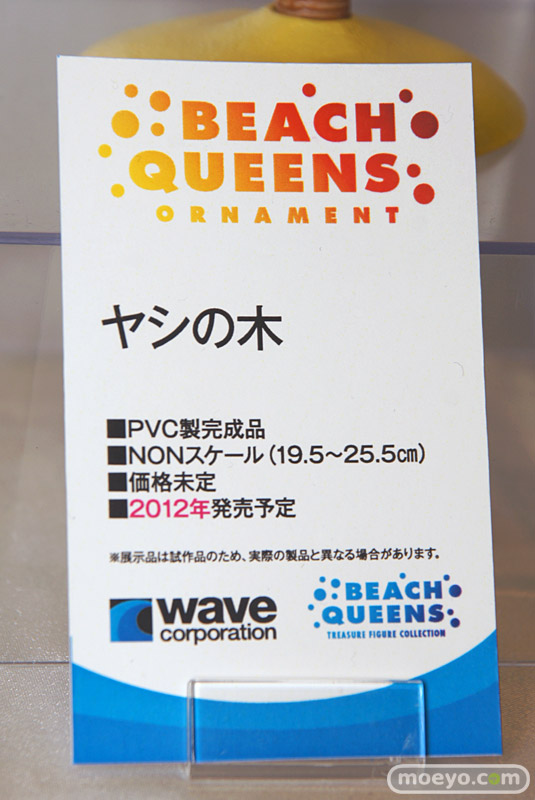 BEACH
QUEENS
ORNAMENT
ヤシの木
■PVC製完成品
■NONスケール（19.5～25.5㎝）
■価格未定
■2012年発売予定
※展示品は試作品のため、実際の製品と異なる場合があります。
wave
corporation
BEACH
QUEENS
TREASURE FIGURE COLLECTION
moeyo.com